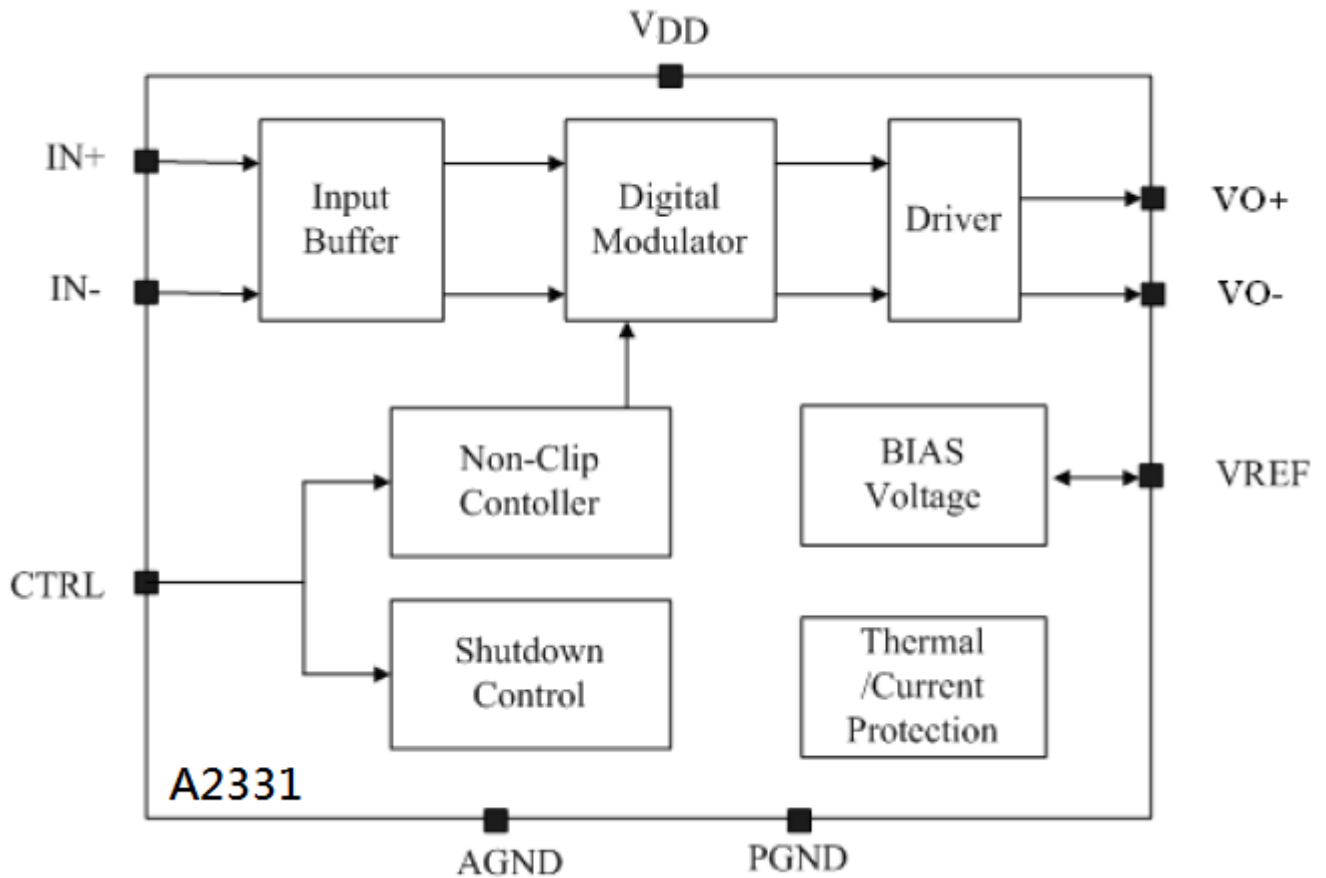 VDD
IN+
IN-
Input
Buffer
Digital
Modulator
Driver
VO+
VO-
Non-Clip
Contoller
BIAS
Voltage
VREF
CTRL
Shutdown
Control
Thermal
/Current
Protection
A2331
AGND
PGND